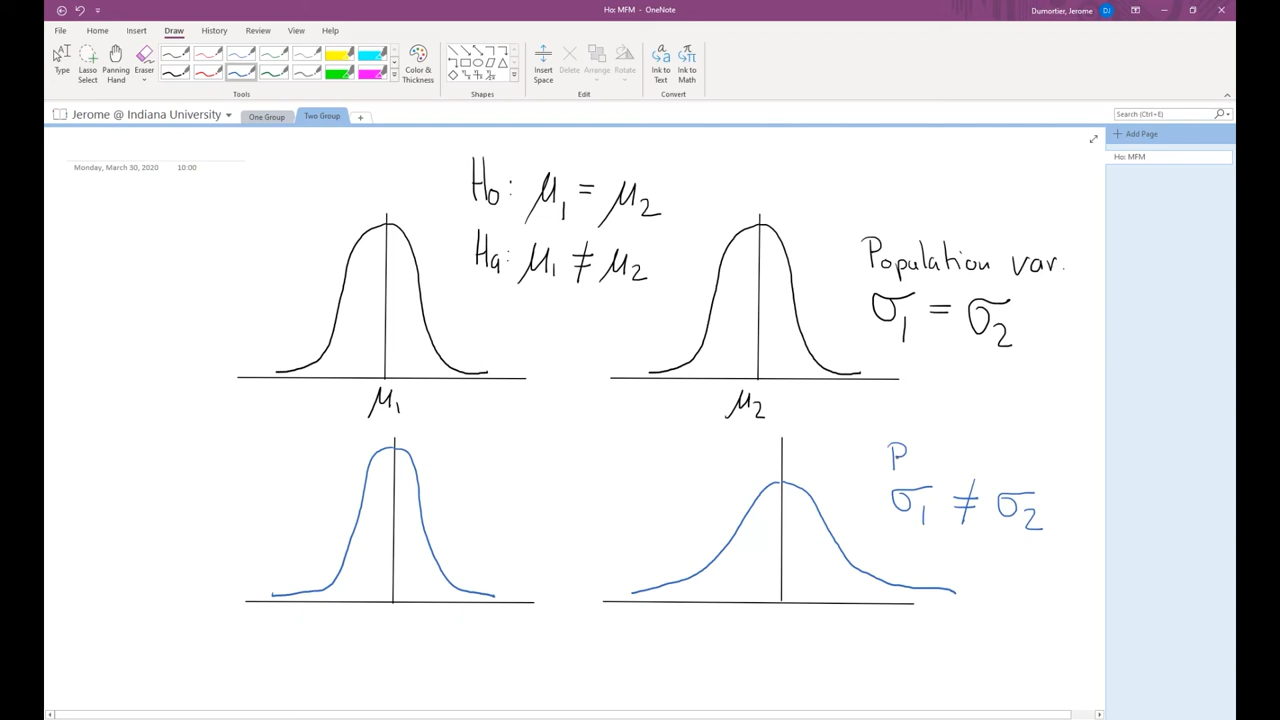 Ho: MFM - OneNote
Dumortier, Jerome DJ
File Home Insert Draw History Review View Help
Type
Lasso Select
Panning Hand
Eraser
Color & Thickness
Insert Space
Delete
Arrange
Rotate
Ink to Text
Ink to Math
Tools
Shapes
Edit
Convert
Jerome @ Indiana University
One Group
Two Group
Search (Ctrl+E)
Add Page
Ho: MFM
Monday, March 30, 2020 10:00
Ho: μ1 = μ2
Ha: μ1 ≠ μ2
Population var.
σ1 = σ2
μ1
μ2
P
σ1 ≠ σ2